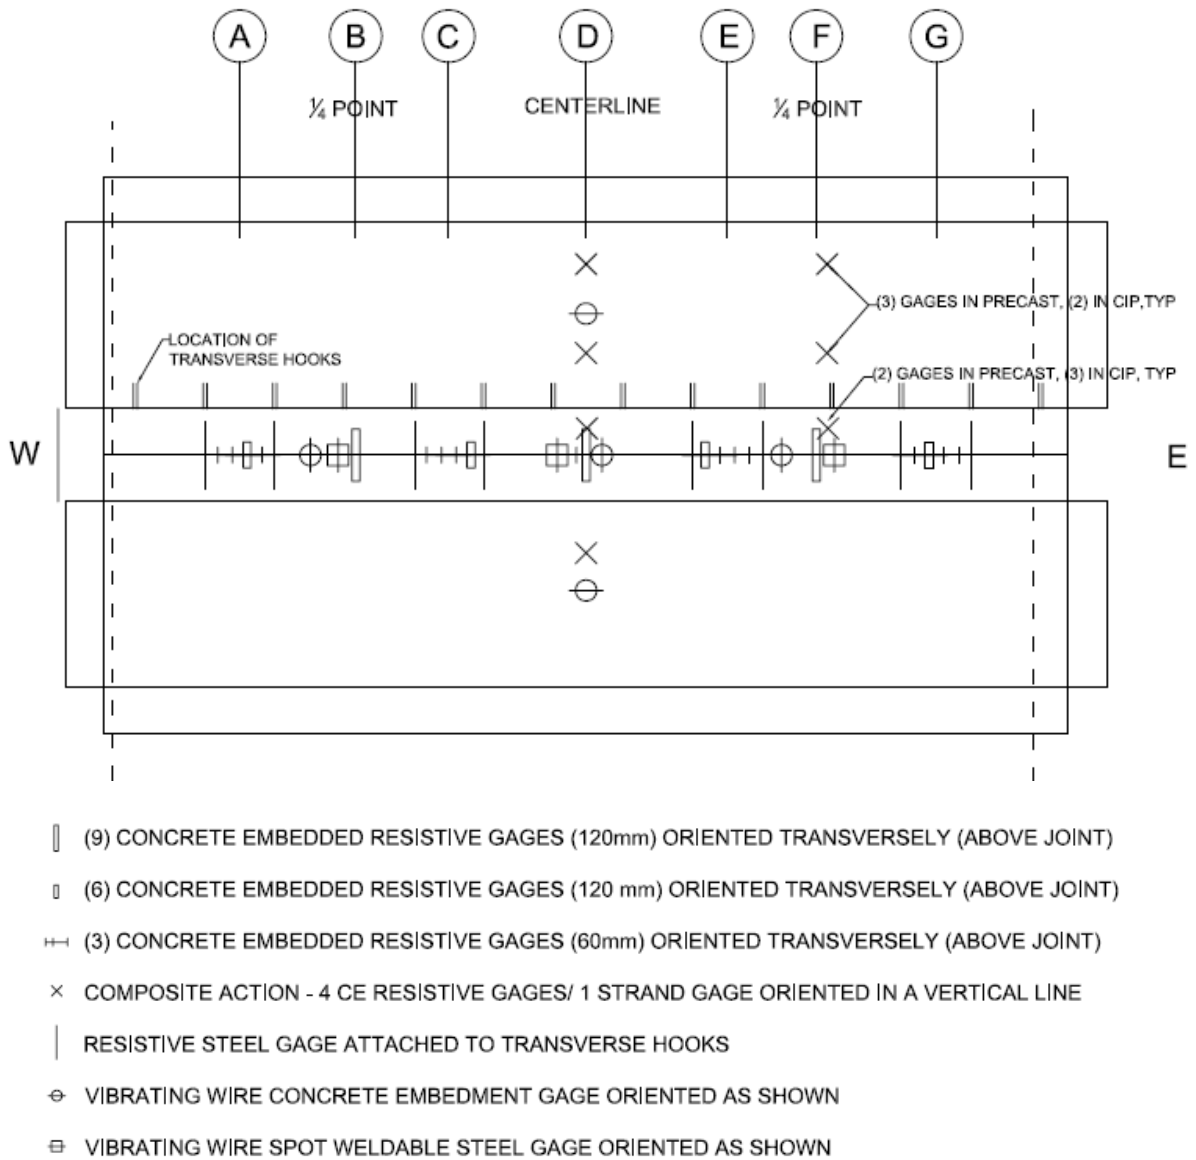 A B C D E F G
¼ POINT CENTERLINE ¼ POINT
(3) GAGES IN PRECAST, (2) IN CIP,TYP
LOCATION OF
TRANSVERSE HOOKS
(2) GAGES IN PRECAST, (3) IN CIP, TYP
W E
(9) CONCRETE EMBEDDED RESISTIVE GAGES (120mm) ORIENTED TRANSVERSELY (ABOVE JOINT)
(6) CONCRETE EMBEDDED RESISTIVE GAGES (120 mm) ORIENTED TRANSVERSELY (ABOVE JOINT)
(3) CONCRETE EMBEDDED RESISTIVE GAGES (60mm) ORIENTED TRANSVERSELY (ABOVE JOINT)
COMPOSITE ACTION - 4 CE RESISTIVE GAGES/ 1 STRAND GAGE ORIENTED IN A VERTICAL LINE
RESISTIVE STEEL GAGE ATTACHED TO TRANSVERSE HOOKS
VIBRATING WIRE CONCRETE EMBEDMENT GAGE ORIENTED AS SHOWN
VIBRATING WIRE SPOT WELDABLE STEEL GAGE ORIENTED AS SHOWN